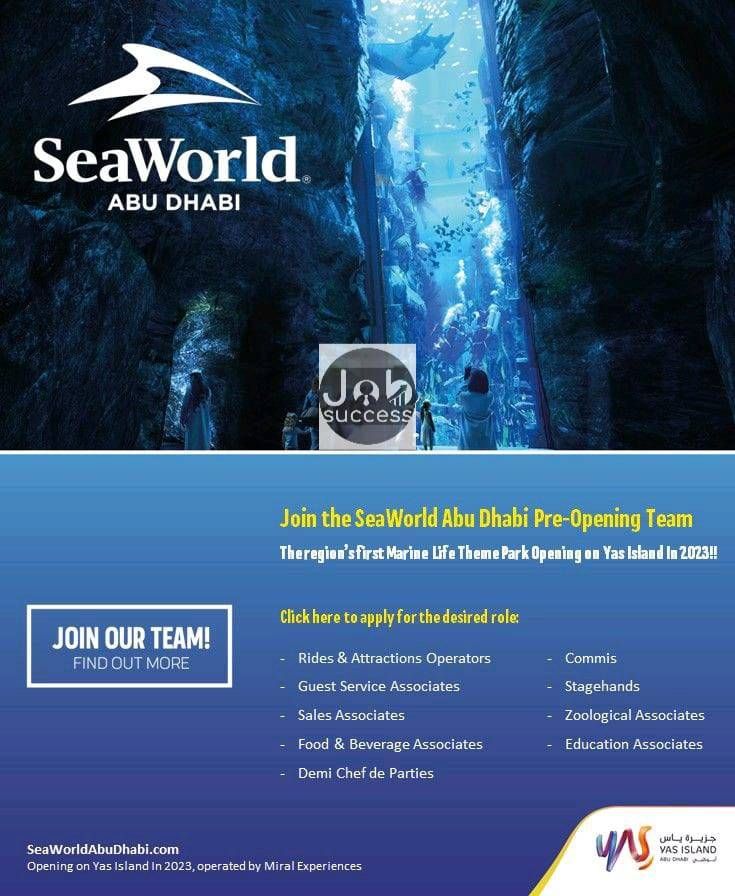 SeaWorld®
ABU DHABI
Job
success
Join the SeaWorld Abu Dhabi Pre-Opening Team
The region's first Marine Life Theme Park Opening on Yas Island In 2023!!
JOIN OUR TEAM!
FIND OUT MORE
Click here to apply for the desired role:
- Rides & Attractions Operators
- Guest Service Associates
- Sales Associates
- Food & Beverage Associates
- Demi Chef de Parties
- Commis
- Stagehands
- Zoological Associates
- Education Associates
SeaWorldAbuDhabi.com
Opening on Yas Island In 2023, operated by Miral Experiences
YAS
جزيرة ياس
YAS ISLAND
أبوظبي ABU DHABI